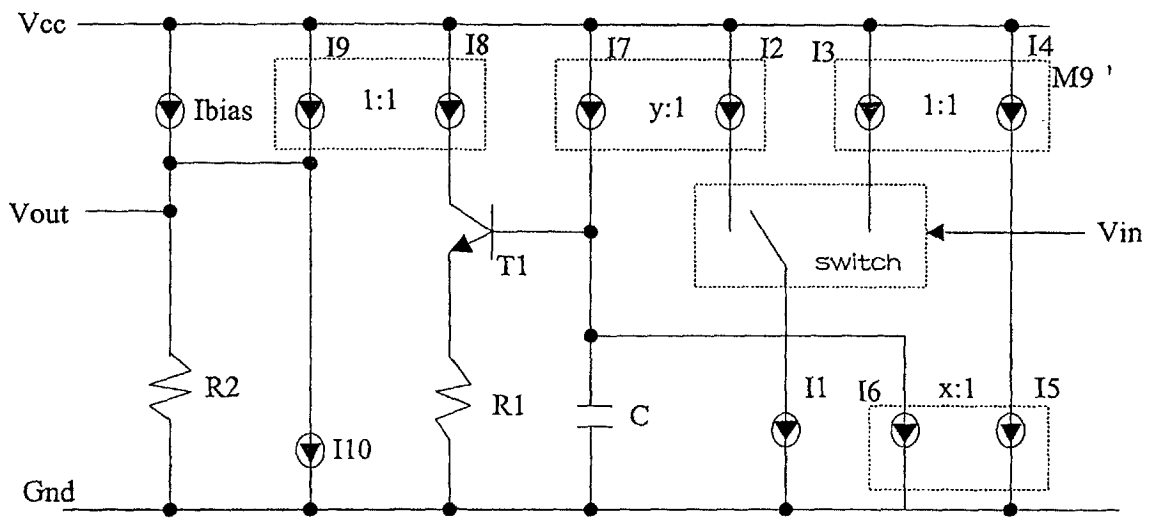 Vcc
I9
I8
I7
I2
I3
I4
M9 '
Ibias
1:1
y:1
1:1
Vout
T1
switch
Vin
R2
R1
C
I1
I6
x:1
I5
I10
Gnd